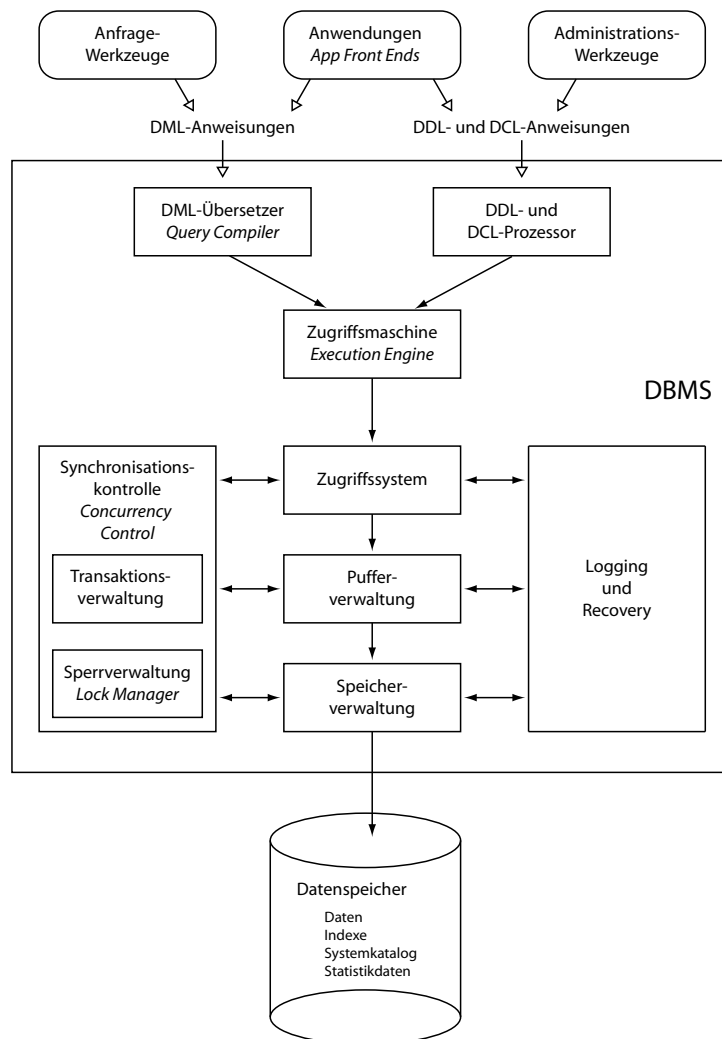 Anfrage-
Werkzeuge
Anwendungen
App Front Ends
Administrations-
Werkzeuge
DML-Anweisungen
DDL- und DCL-Anweisungen
DML-Übersetzer
Query Compiler
DDL- und
DCL-Prozessor
Zugriffsmaschine
Execution Engine
DBMS
Synchronisations-
kontrolle
Concurrency
Control
Zugriffssystem
Transaktions-
verwaltung
Puffer-
verwaltung
Logging
und
Recovery
Sperrverwaltung
Lock Manager
Speicher-
verwaltung
Datenspeicher
Daten
Indexe
Systemkatalog
Statistikdaten